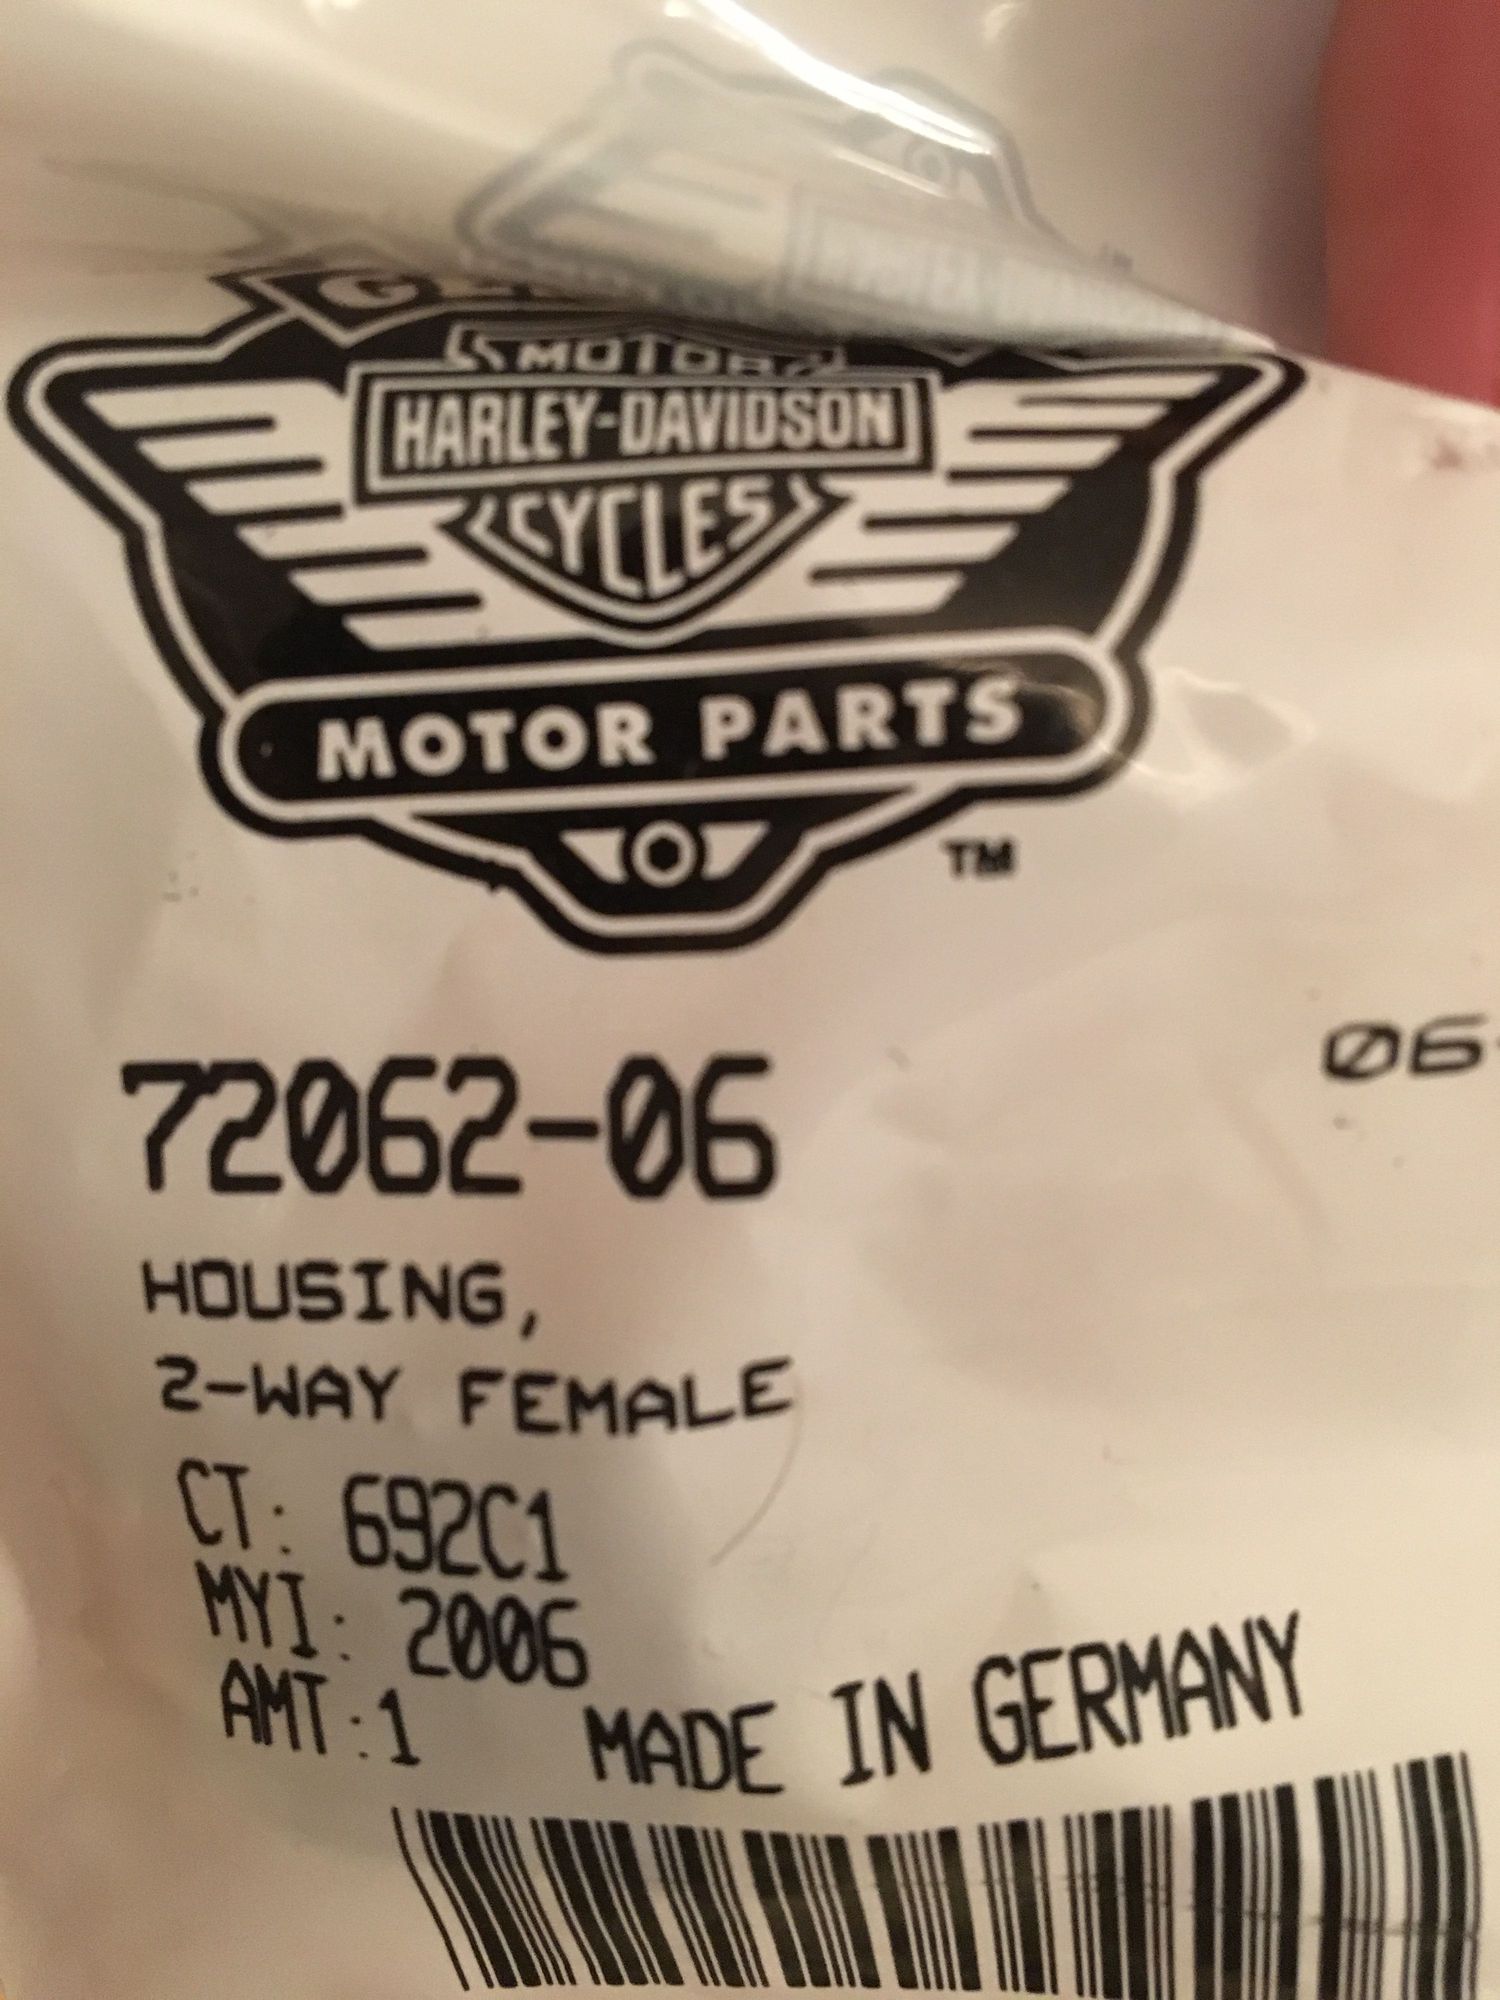 MOTOR
HARLEY-DAVIDSON
CYCLES
MOTOR PARTS
TM
06-
72062-06
HOUSING,
2-WAY FEMALE
CT: 692C1
MYI: 2006
AMT:1
MADE IN GERMANY